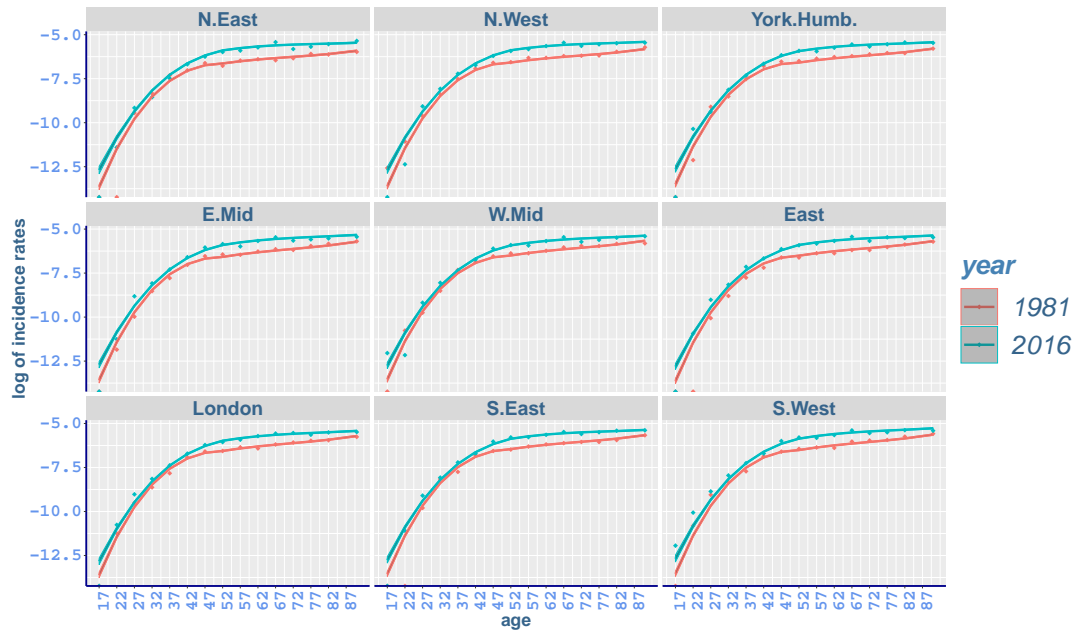 N.East N.West York.Humb.
−5.0
−7.5
−10.0
−12.5
E.Mid W.Mid East
−5.0
−7.5
−10.0
−12.5
London S.East S.West
−5.0
−7.5
−10.0
−12.5
log of incidence rates
17 22 27 32 37 42 47 52 57 62 67 72 77 82 87 17 22 27 32 37 42 47 52 57 62 67 72 77 82 87 17 22 27 32 37 42 47 52 57 62 67 72 77 82 87
age
year
1981
2016